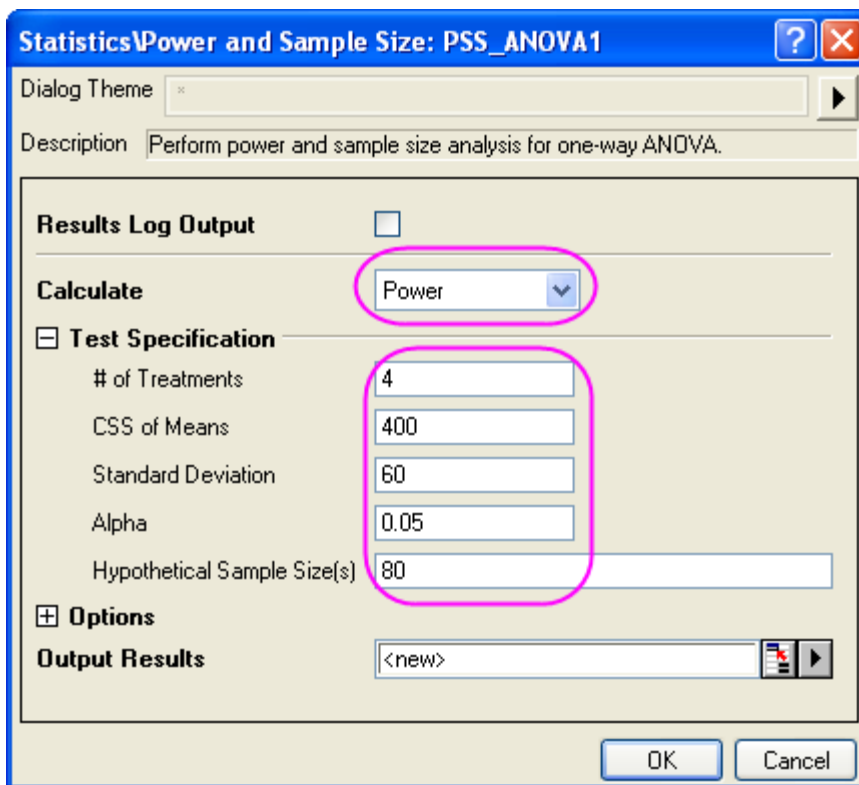 Statistics\Power and Sample Size: PSS_ANOVA1
Dialog Theme *
Description Perform power and sample size analysis for one-way ANOVA.
Results Log Output
Calculate Power
Test Specification
# of Treatments 4
CSS of Means 400
Standard Deviation 60
Alpha 0.05
Hypothetical Sample Size(s) 80
Options
Output Results <new>
OK Cancel